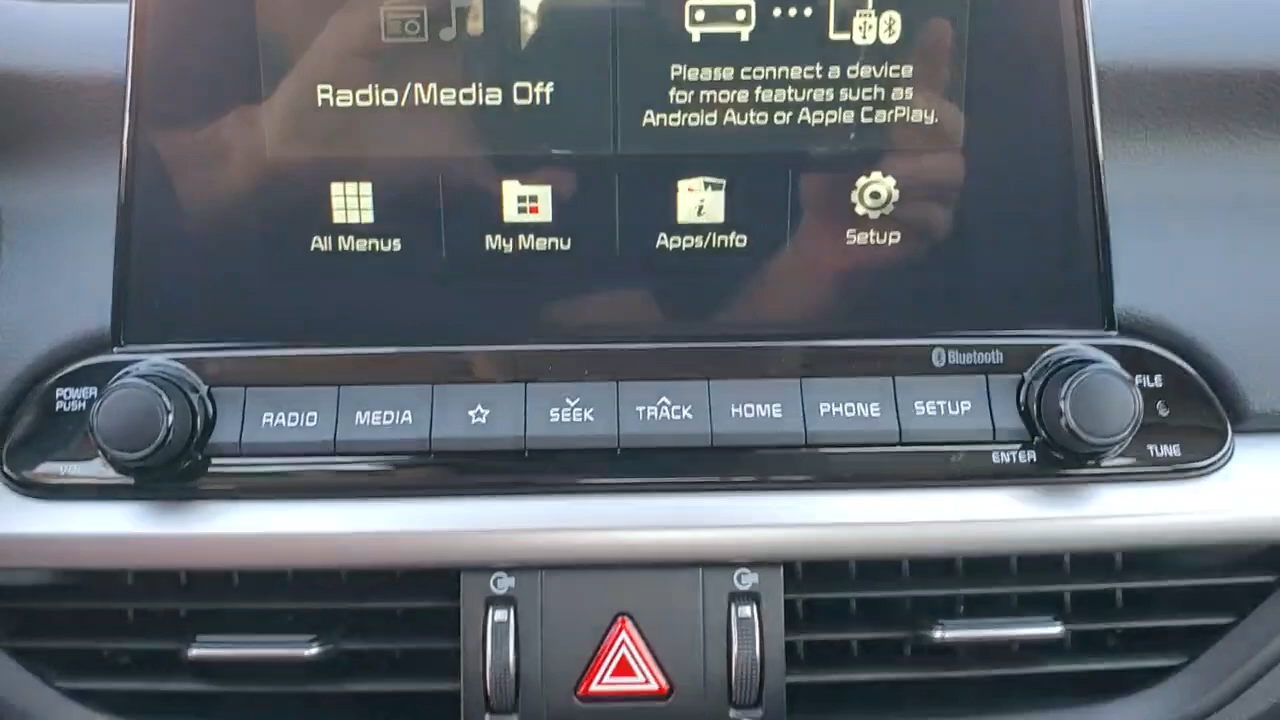 Radio/Media Off
Please connect a device
for more features such as
Android Auto or Apple CarPlay.
All Menus
My Menu
Apps/Info
Setup
Bluetooth
POWER
PUSH
VOL
RADIO
MEDIA
SEEK
TRACK
HOME
PHONE
SETUP
FILE
TUNE
ENTER